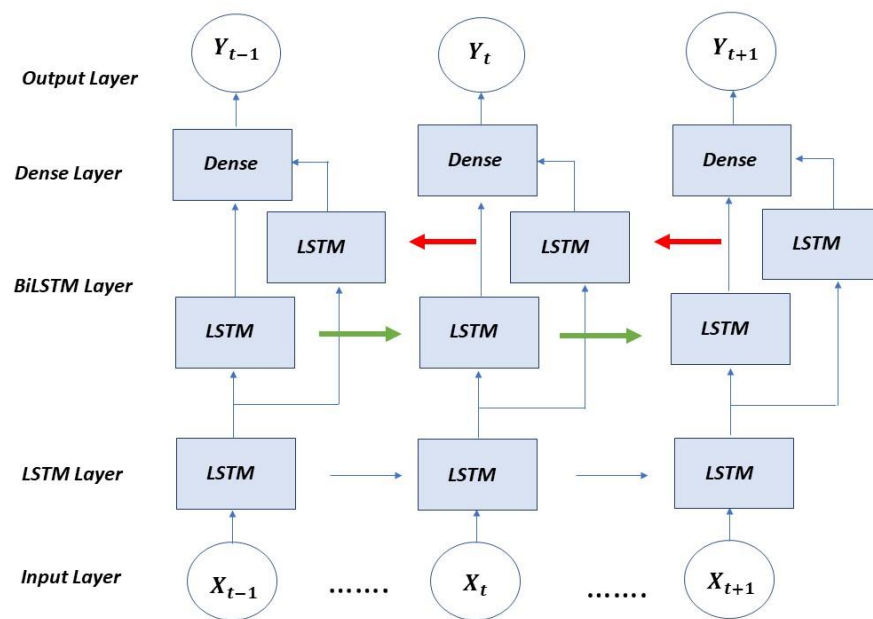 Y_{t−1} Y_t Y_{t+1}
Output Layer
Dense Layer Dense Dense Dense
LSTM LSTM LSTM
BiLSTM Layer
LSTM LSTM LSTM
LSTM Layer LSTM LSTM LSTM
Input Layer X_{t−1} ....... X_t ....... X_{t+1}